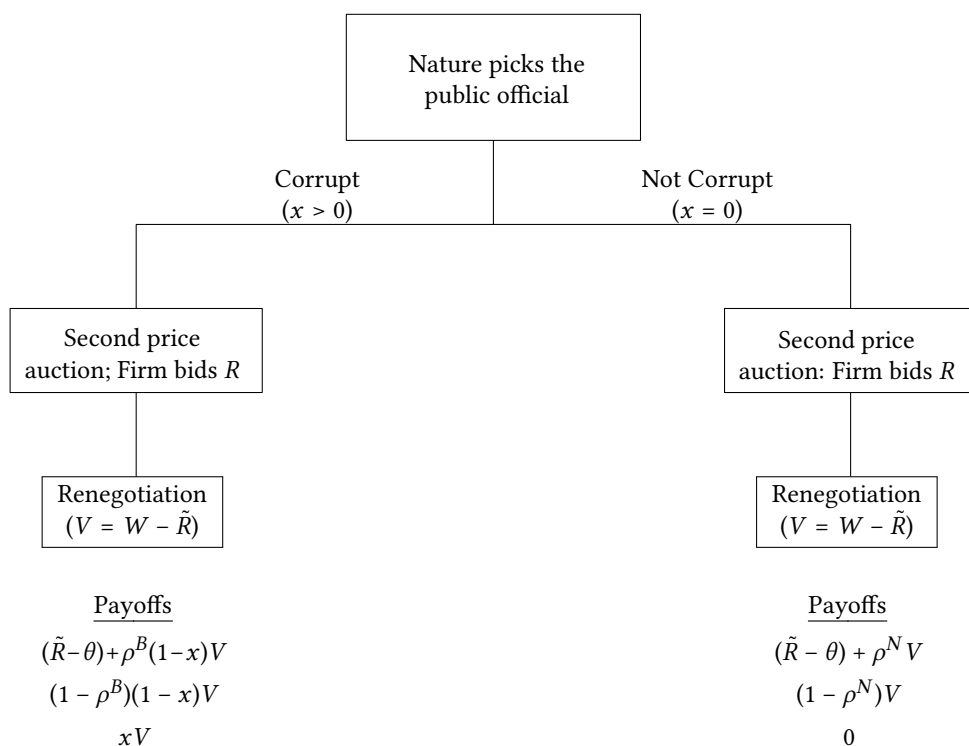 Nature picks the
public official
Corrupt
(x > 0)
Not Corrupt
(x = 0)
Second price
auction; Firm bids R
Second price
auction: Firm bids R
Renegotiation
(V = W − R̃)
Renegotiation
(V = W − R̃)
Payoffs
(R̃−θ)+ρ^B(1−x)V
(1 − ρ^B)(1 − x)V
xV
Payoffs
(R̃ − θ) + ρ^N V
(1 − ρ^N)V
0